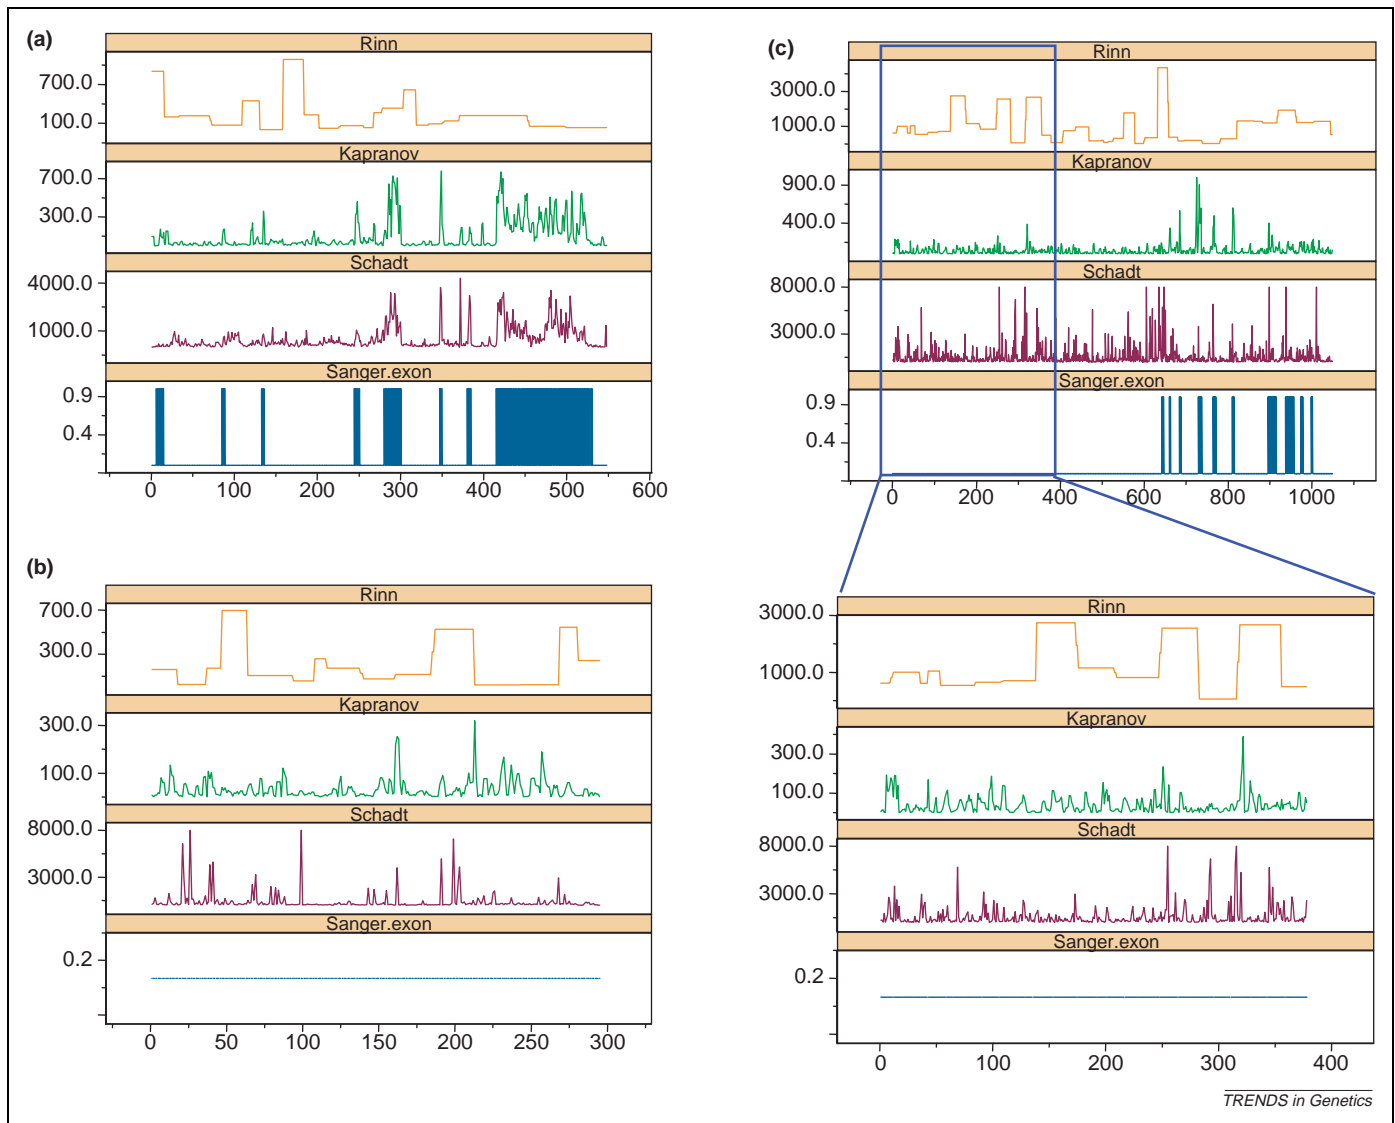 (a)
Rinn
700.0
100.0
Kapranov
700.0
300.0
Schadt
4000.0
1000.0
Sanger.exon
0.9
0.4
0 100 200 300 400 500 600
(b)
Rinn
700.0
300.0
Kapranov
300.0
100.0
Schadt
8000.0
3000.0
Sanger.exon
0.2
0 50 100 150 200 250 300
(c)
Rinn
3000.0
1000.0
Kapranov
900.0
400.0
Schadt
8000.0
3000.0
Sanger.exon
0.9
0.4
0 200 400 600 800 1000
Rinn
3000.0
1000.0
Kapranov
300.0
100.0
Schadt
8000.0
3000.0
Sanger.exon
0.2
0 100 200 300 400
TRENDS in Genetics